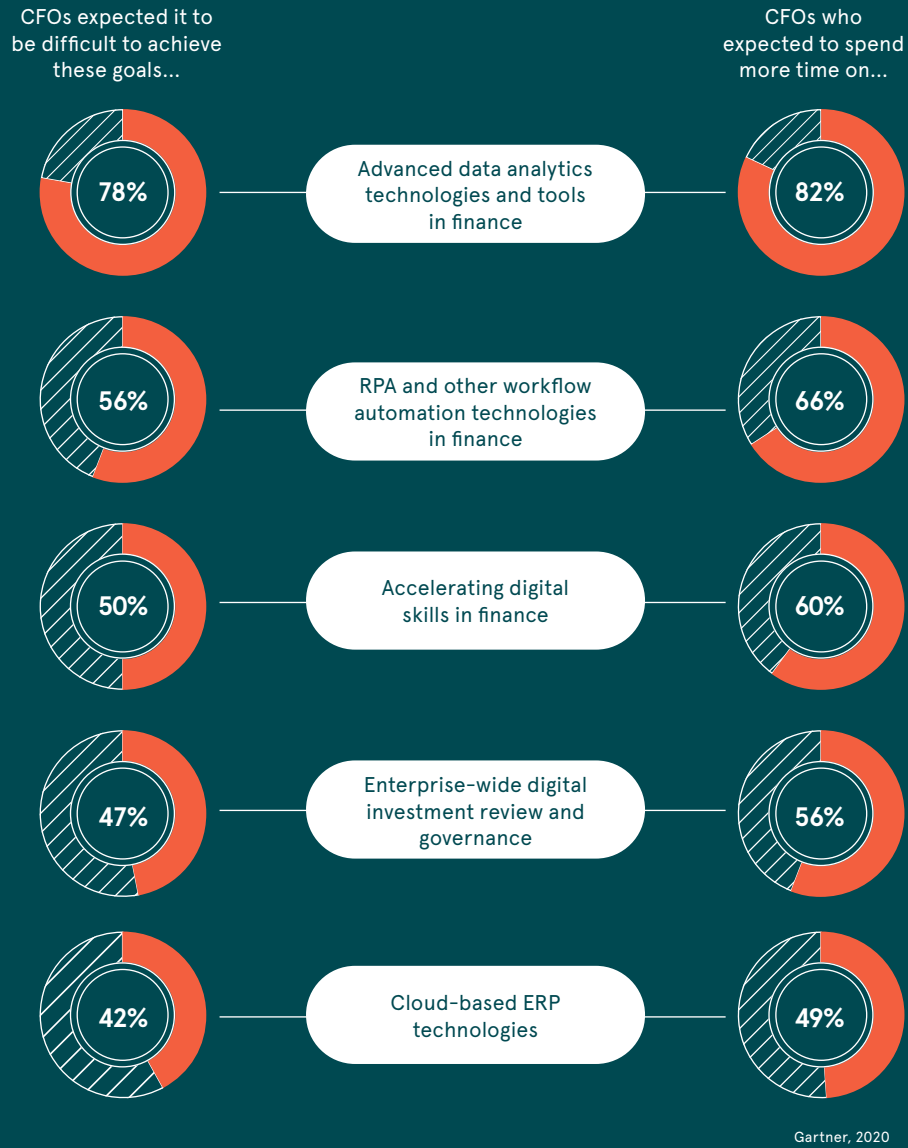 CFOs expected it to
be difficult to achieve
these goals...
CFOs who
expected to spend
more time on...
78%
Advanced data analytics
technologies and tools
in finance
82%
56%
RPA and other workflow
automation technologies
in finance
66%
50%
Accelerating digital
skills in finance
60%
47%
Enterprise-wide digital
investment review and
governance
56%
42%
Cloud-based ERP
technologies
49%
Gartner, 2020